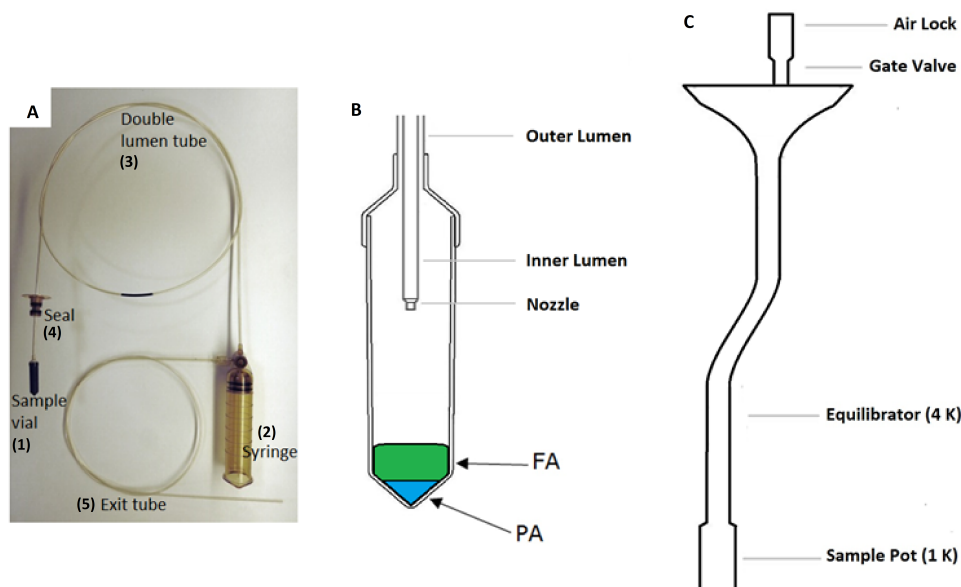 A
Double
lumen tube
(3)
Seal
(4)
Sample
vial
(1)
(2)
Syringe
(5) Exit tube
B
Outer Lumen
Inner Lumen
Nozzle
FA
PA
C
Air Lock
Gate Valve
Equilibrator (4 K)
Sample Pot (1 K)